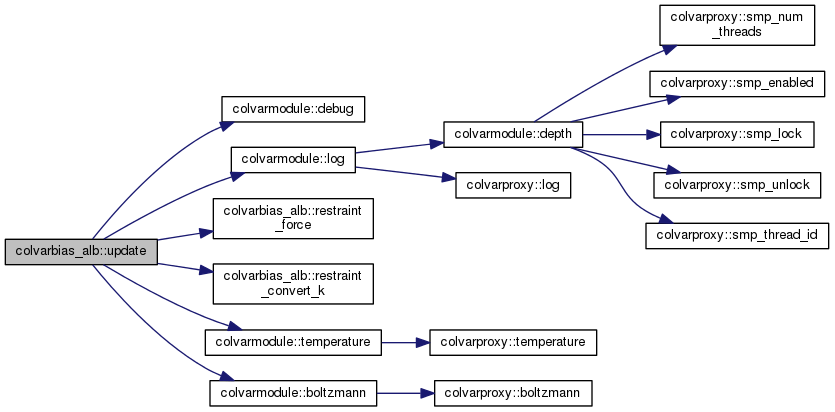 colvarproxy::smp_num
_threads
colvarproxy::smp_enabled
colvarmodule::debug
colvarmodule::depth
colvarproxy::smp_lock
colvarmodule::log
colvarproxy::log
colvarproxy::smp_unlock
colvarbias_alb::restraint
_force
colvarproxy::smp_thread_id
colvarbias_alb::update
colvarbias_alb::restraint
_convert_k
colvarmodule::temperature
colvarproxy::temperature
colvarmodule::boltzmann
colvarproxy::boltzmann